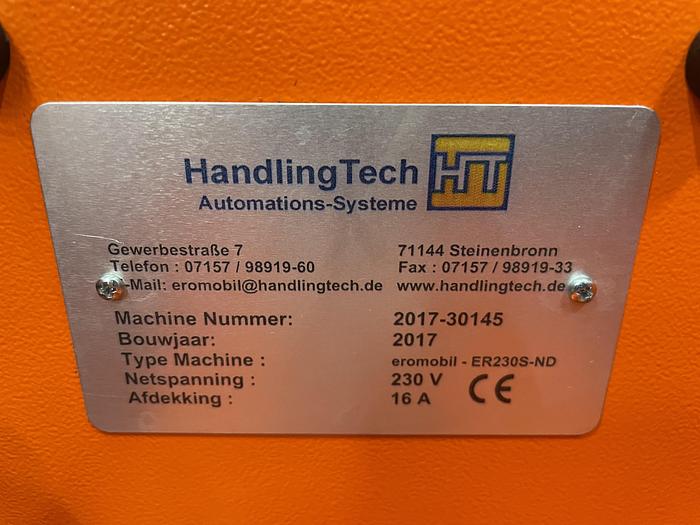 HandlingTech HT
Automations-Systeme
Gewerbestraße 7 71144 Steinenbronn
Telefon : 07157 / 98919-60 Fax : 07157 / 98919-33
-Mail: eromobil@handlingtech.de www.handlingtech.de
Machine Nummer: 2017-30145
Bouwjaar: 2017
Type Machine : eromobil - ER230S-ND
Netspanning : 230 V
Afdekking : 16 A CE